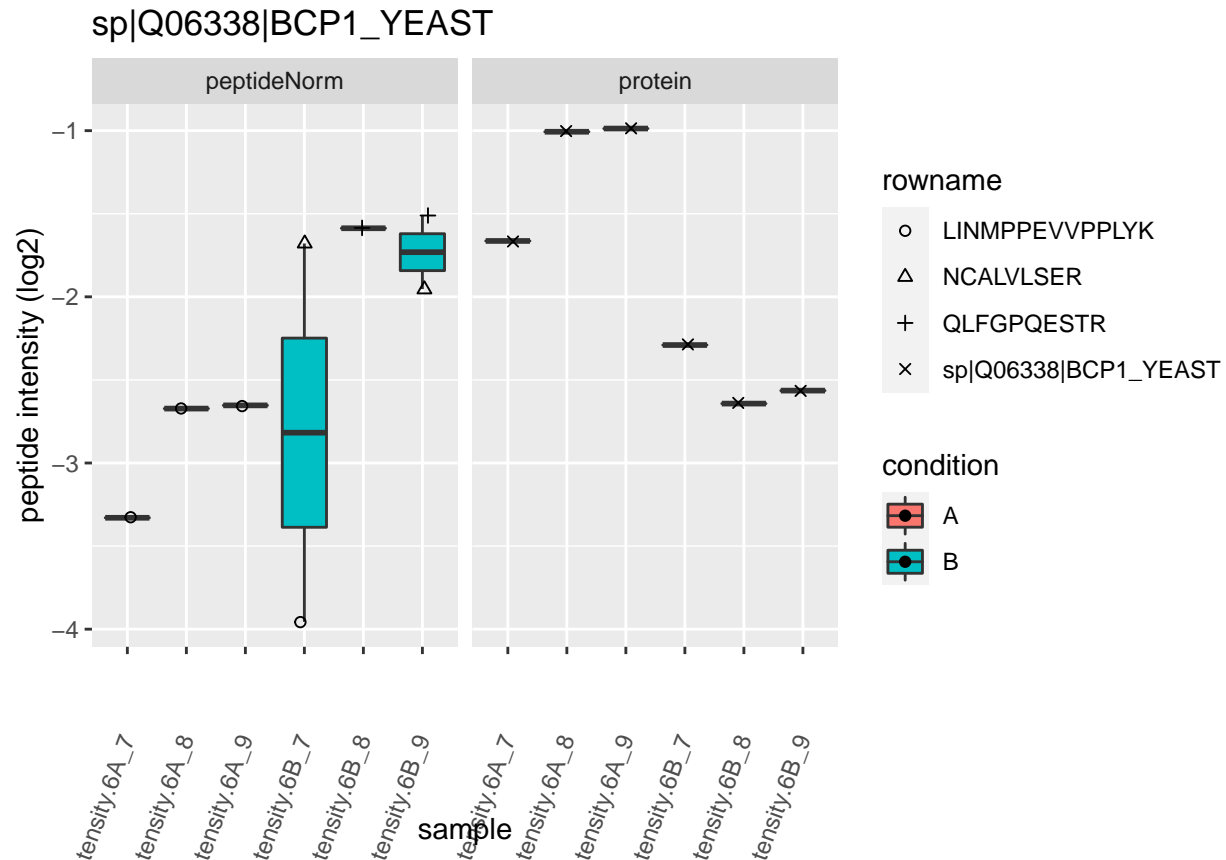 sp|Q06338|BCP1_YEAST
peptideNorm
protein
peptide intensity (log2)
−1
−2
−3
−4
tensity.6A_7
tensity.6A_8
tensity.6A_9
tensity.6B_7
tensity.6B_8
tensity.6B_9
tensity.6A_7
tensity.6A_8
tensity.6A_9
tensity.6B_7
tensity.6B_8
tensity.6B_9
sample
rowname
LINMPPEVVPPLYK
NCALVLSER
QLFGPQESTR
sp|Q06338|BCP1_YEAST
condition
A
B